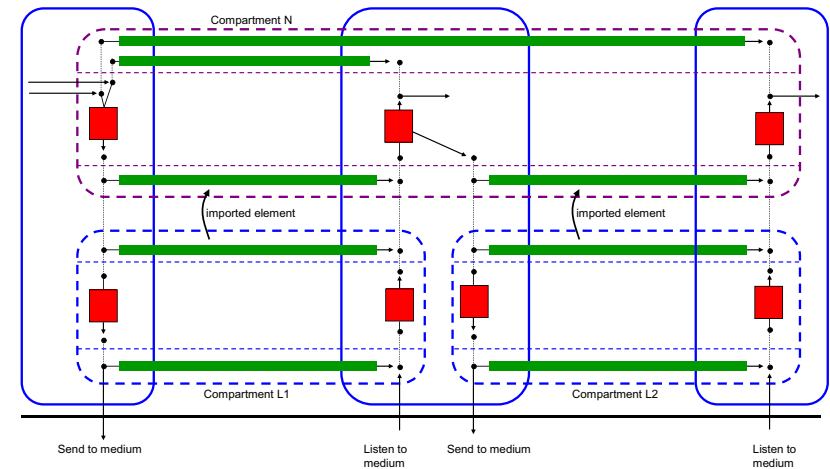 Compartment N
imported element
imported element
Compartment L1
Compartment L2
Send to medium
Listen to
medium
Send to medium
Listen to
medium